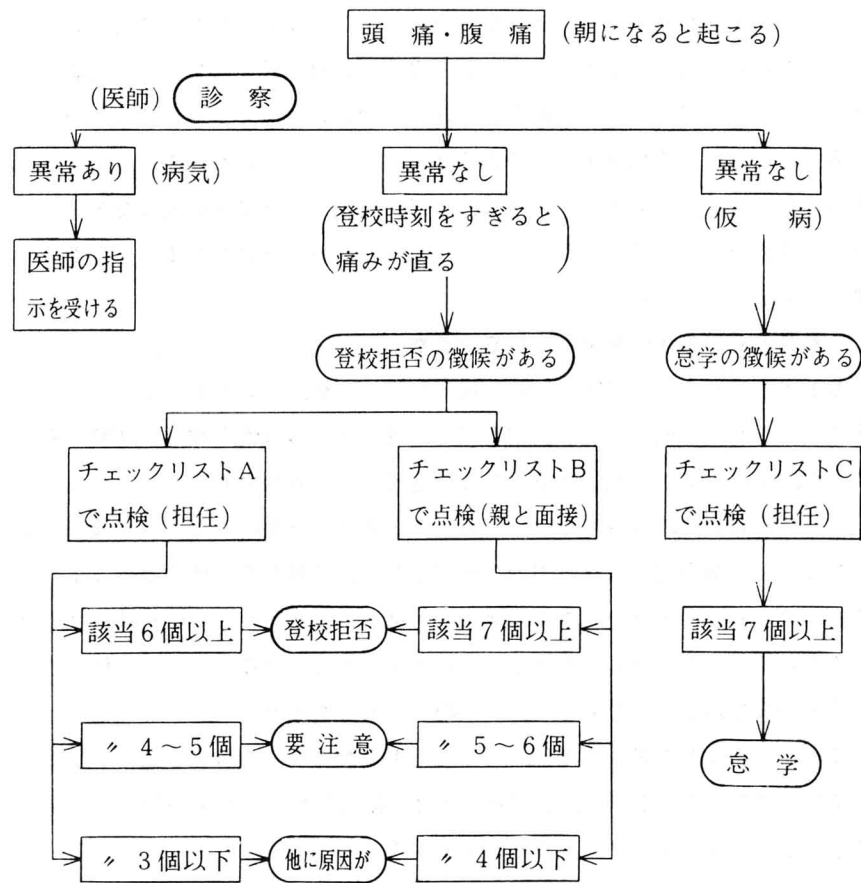 頭 痛・腹 痛 (朝になると起こる)
(医師) 診 察
異常あり (病気)
異常なし
異常なし
(登校時刻をすぎると
痛みが直る)
(仮 病)
医師の指
示を受ける
登校拒否の徴候がある
怠学の徴候がある
チェックリストA
で点検 (担任)
チェックリストB
で点検(親と面接)
チェックリストC
で点検 (担任)
該当6個以上
登校拒否
該当7個以上
該当7個以上
〃 4〜5個
要 注 意
〃 5〜6個
怠 学
〃 3個以下
他に原因が
〃 4個以下